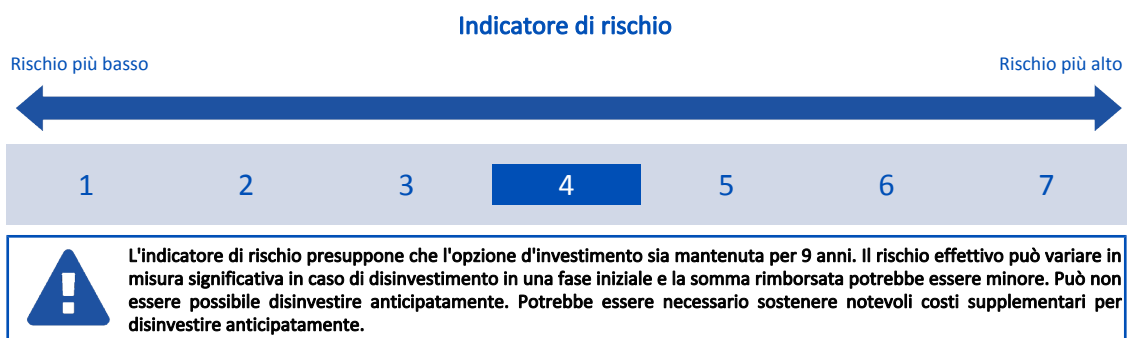 Indicatore di rischio
Rischio più basso
Rischio più alto
1 2 3 4 5 6 7
L'indicatore di rischio presuppone che l'opzione d'investimento sia mantenuta per 9 anni. Il rischio effettivo può variare in
misura significativa in caso di disinvestimento in una fase iniziale e la somma rimborsata potrebbe essere minore. Può non
essere possibile disinvestire anticipatamente. Potrebbe essere necessario sostenere notevoli costi supplementari per
disinvestire anticipatamente.